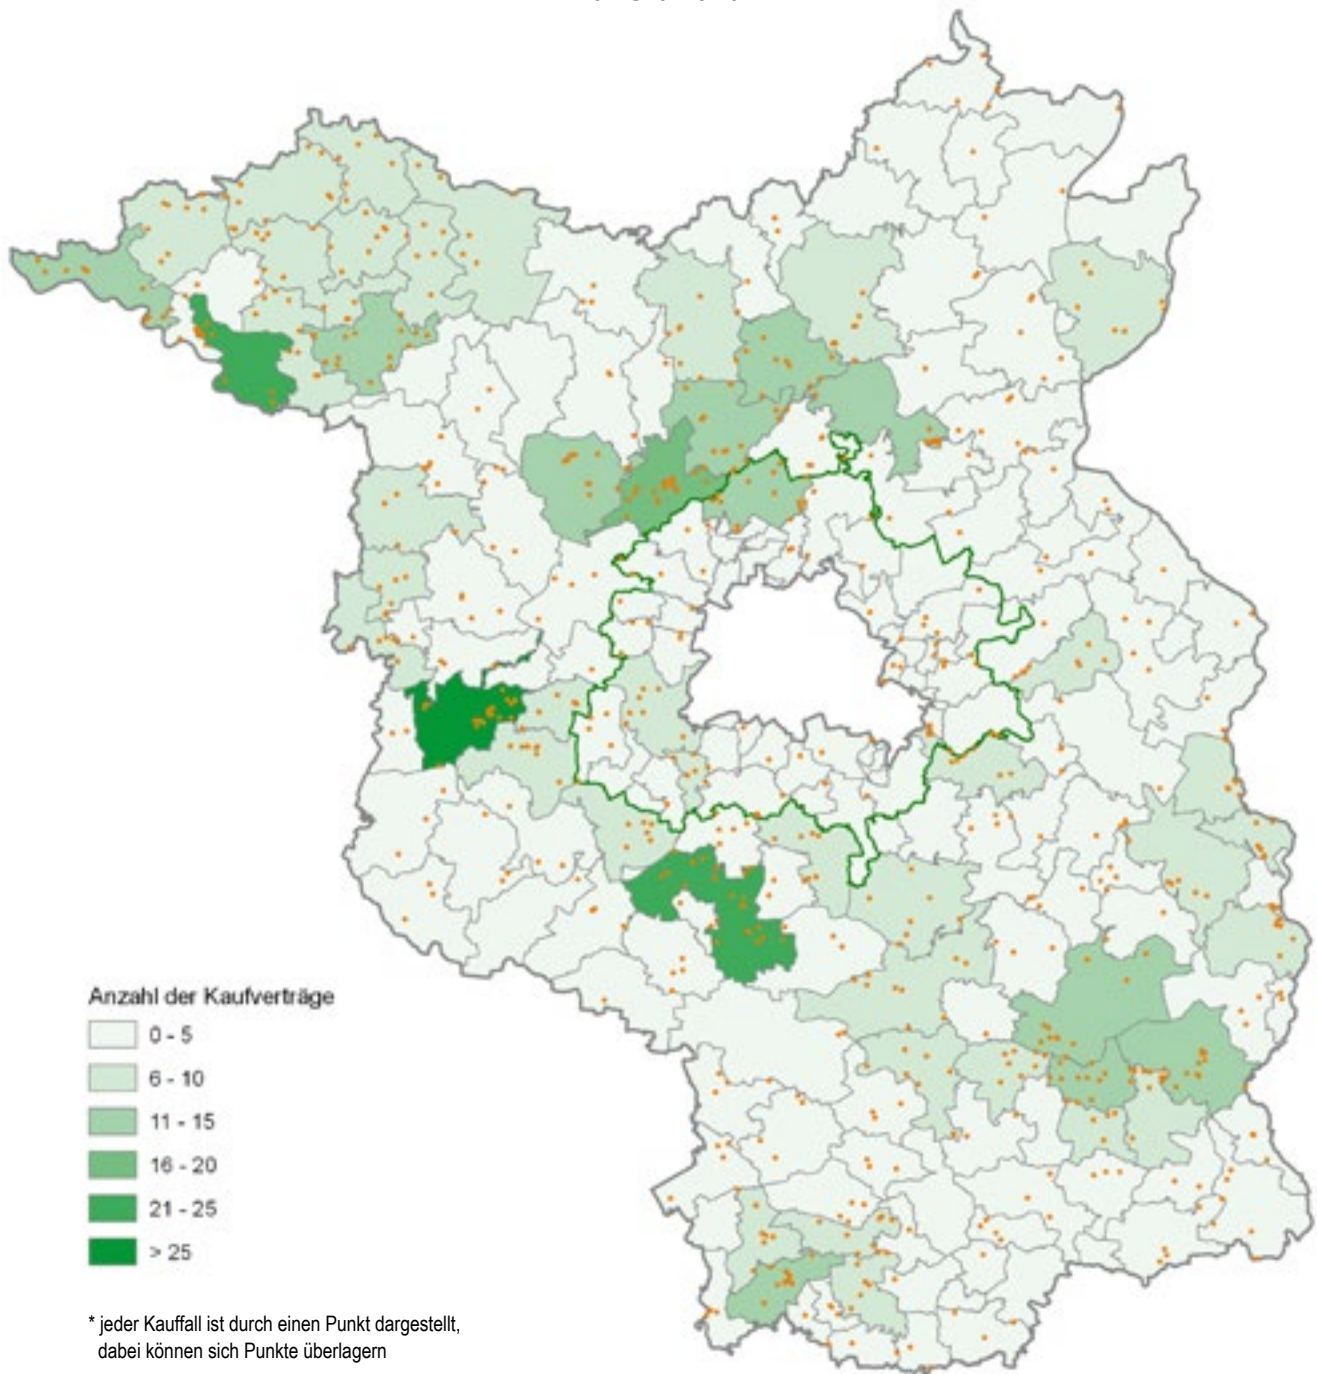 Anzahl der Kaufverträge
0 - 5
6 - 10
11 - 15
16 - 20
21 - 25
> 25
* jeder Kauffall ist durch einen Punkt dargestellt,
dabei können sich Punkte überlagern